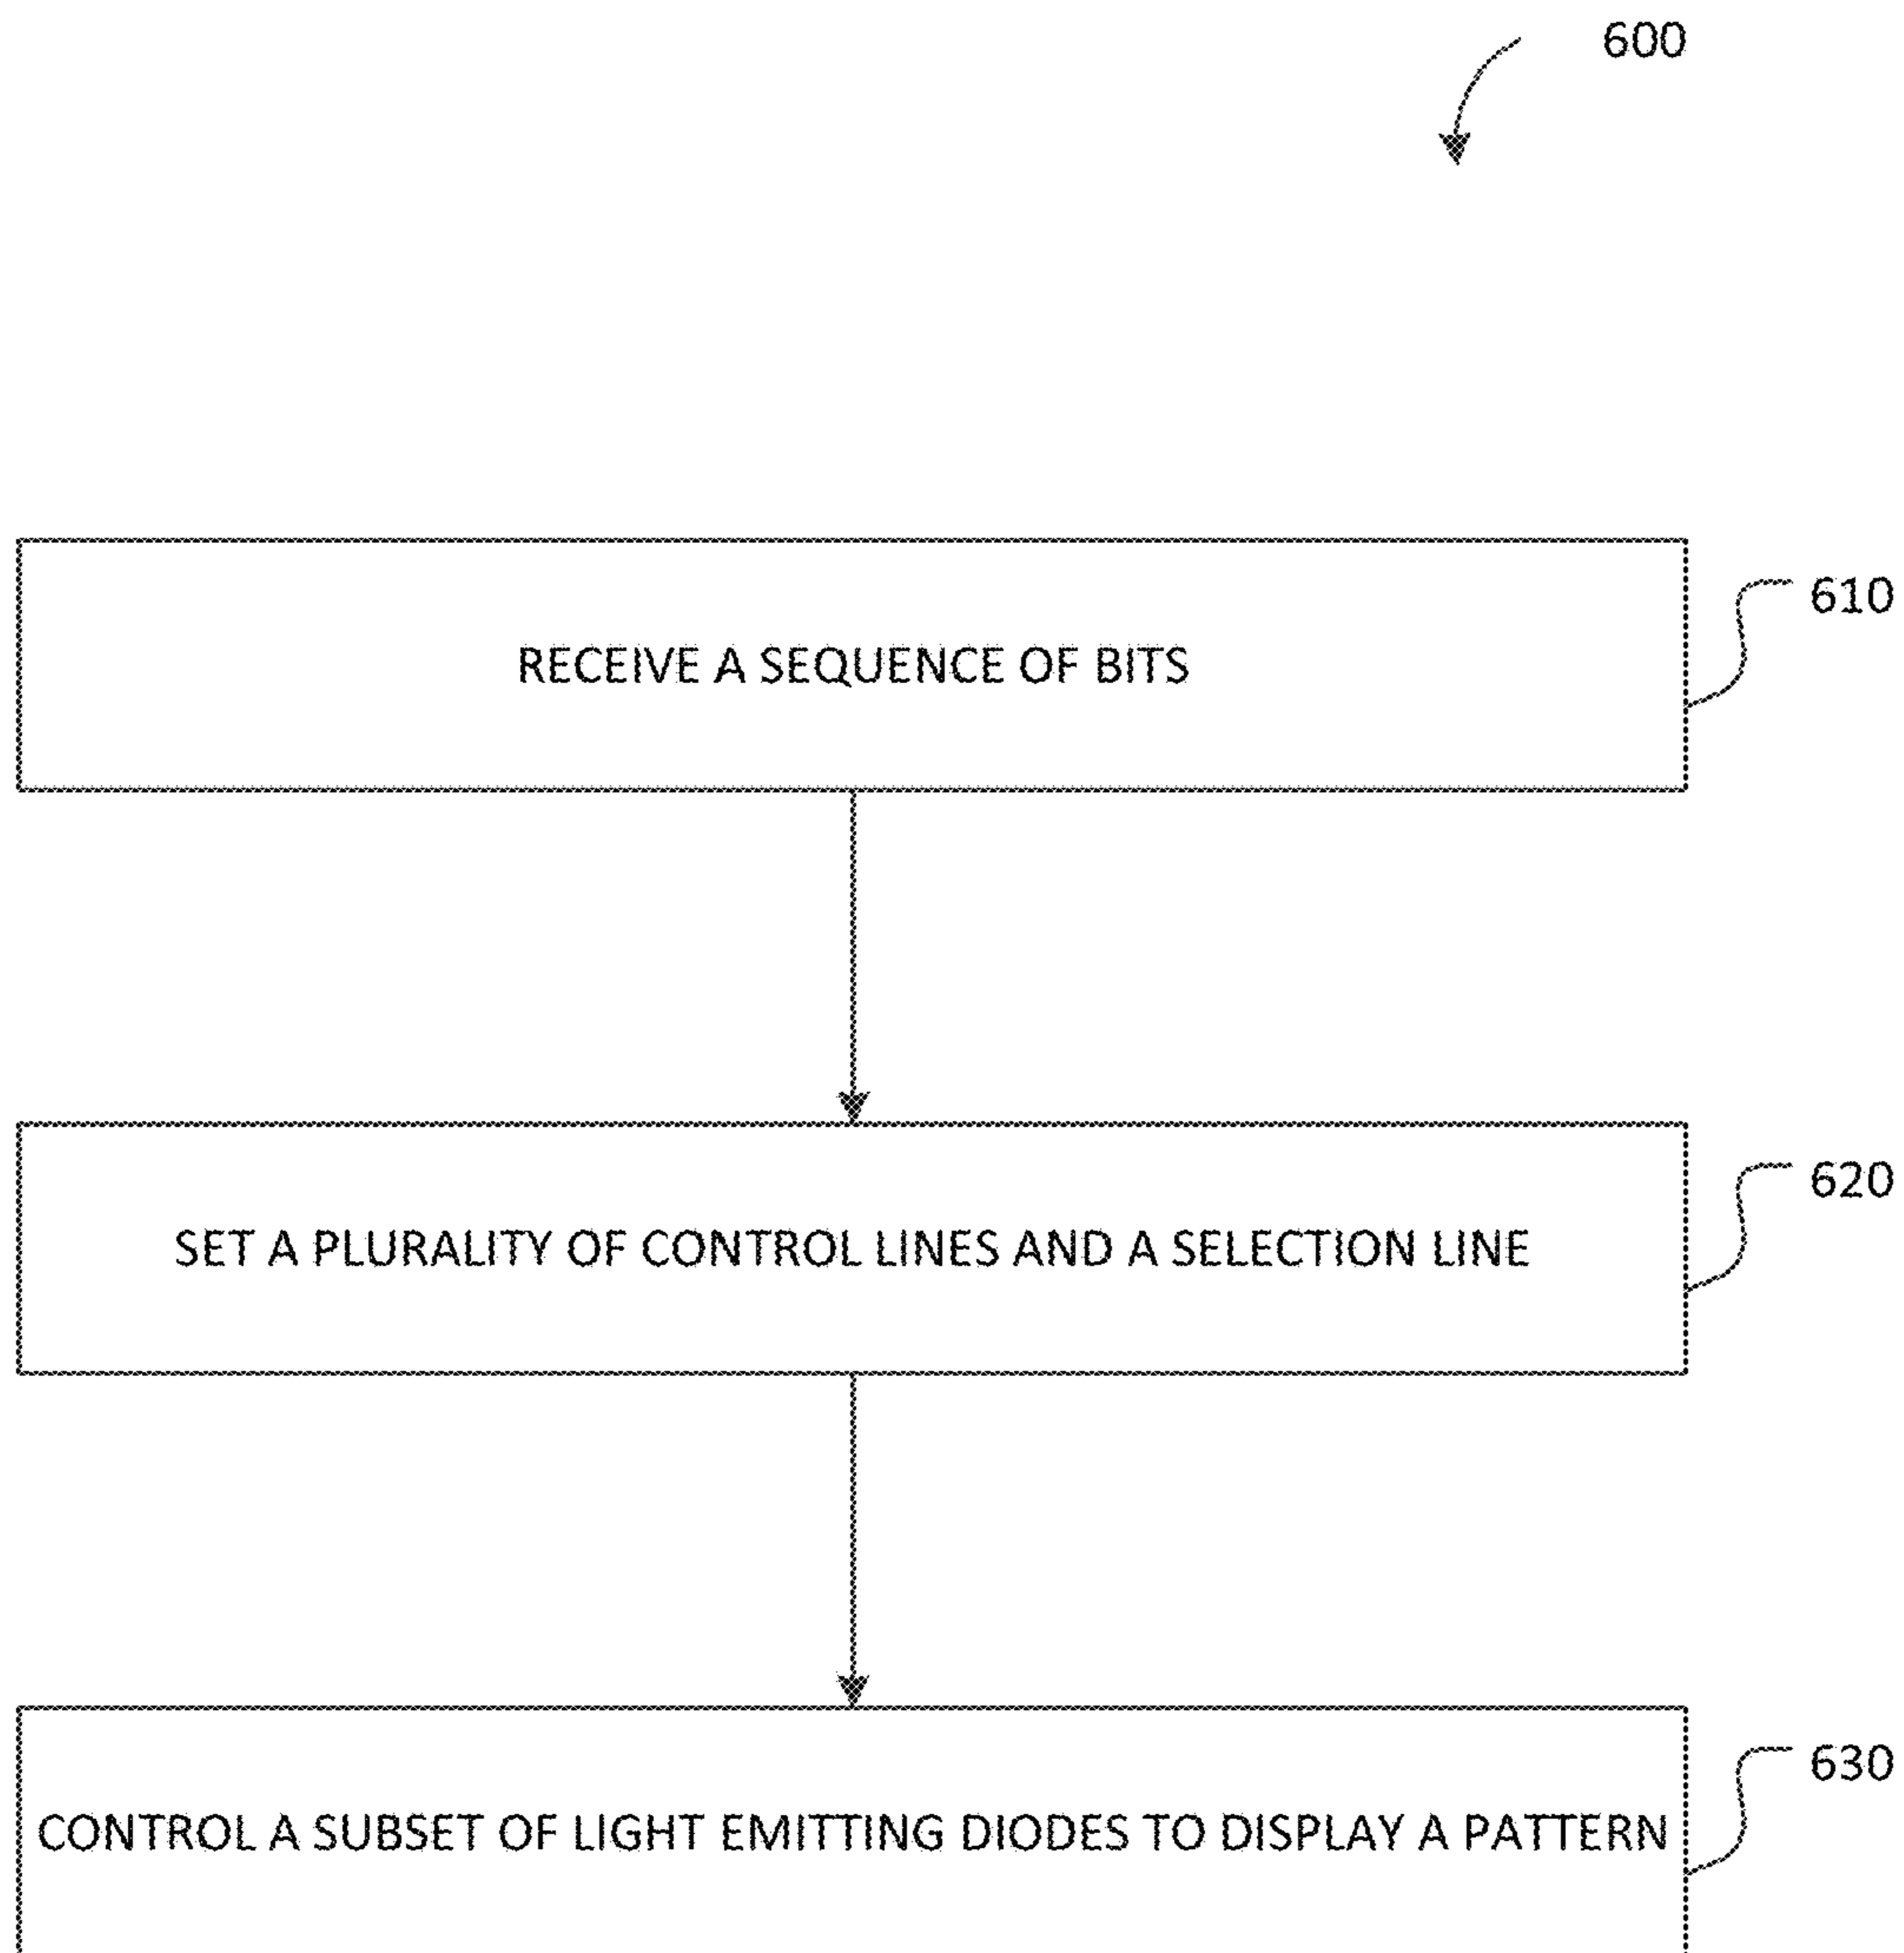 600
RECEIVE A SEQUENCE OF BITS
610
SET A PLURALITY OF CONTROL LINES AND A SELECTION LINE
620
CONTROL A SUBSET OF LIGHT EMITTING DIODES TO DISPLAY A PATTERN
630